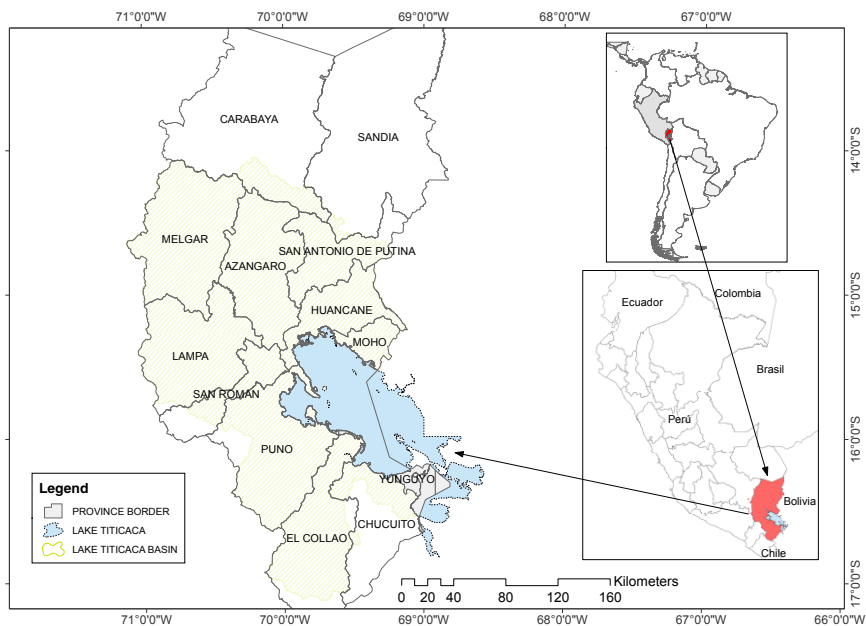 71°0'0"W 70°0'0"W 69°0'0"W 68°0'0"W 67°0'0"W
14°0'0"S
15°0'0"S
16°0'0"S
17°0'0"S
CARABAYA
SANDIA
MELGAR
SAN ANTONIO DE PUTINA
AZANGARO
HUANCANE
MOHO
LAMPA
SAN ROMAN
PUNO
YUNGUYO
CHUCUITO
EL COLLAO
Ecuador
Colombia
Brasil
Perú
Bolivia
Chile
Legend
PROVINCE BORDER
LAKE TITICACA
LAKE TITICACA BASIN
Kilometers
0 10 20 40 80 120 160
71°0'0"W 70°0'0"W 69°0'0"W 68°0'0"W 67°0'0"W 66°0'0"W